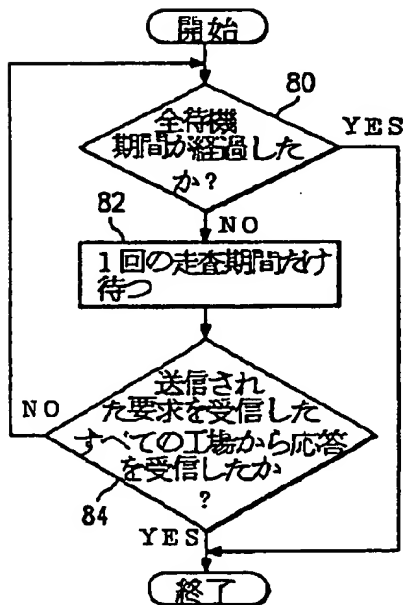 開始
80
全待機
期間が経過した
か?
YES
82
NO
1回の走査期間だけ
待つ
送信され
た要求を受信した
すべての工場から応答
を受信したか
?
NO
84
YES
終了